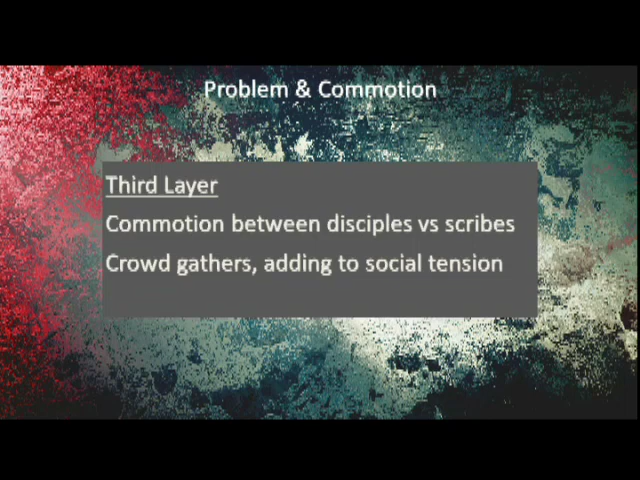 Problem & Commotion
Third Layer
Commotion between disciples vs scribes
Crowd gathers, adding to social tension